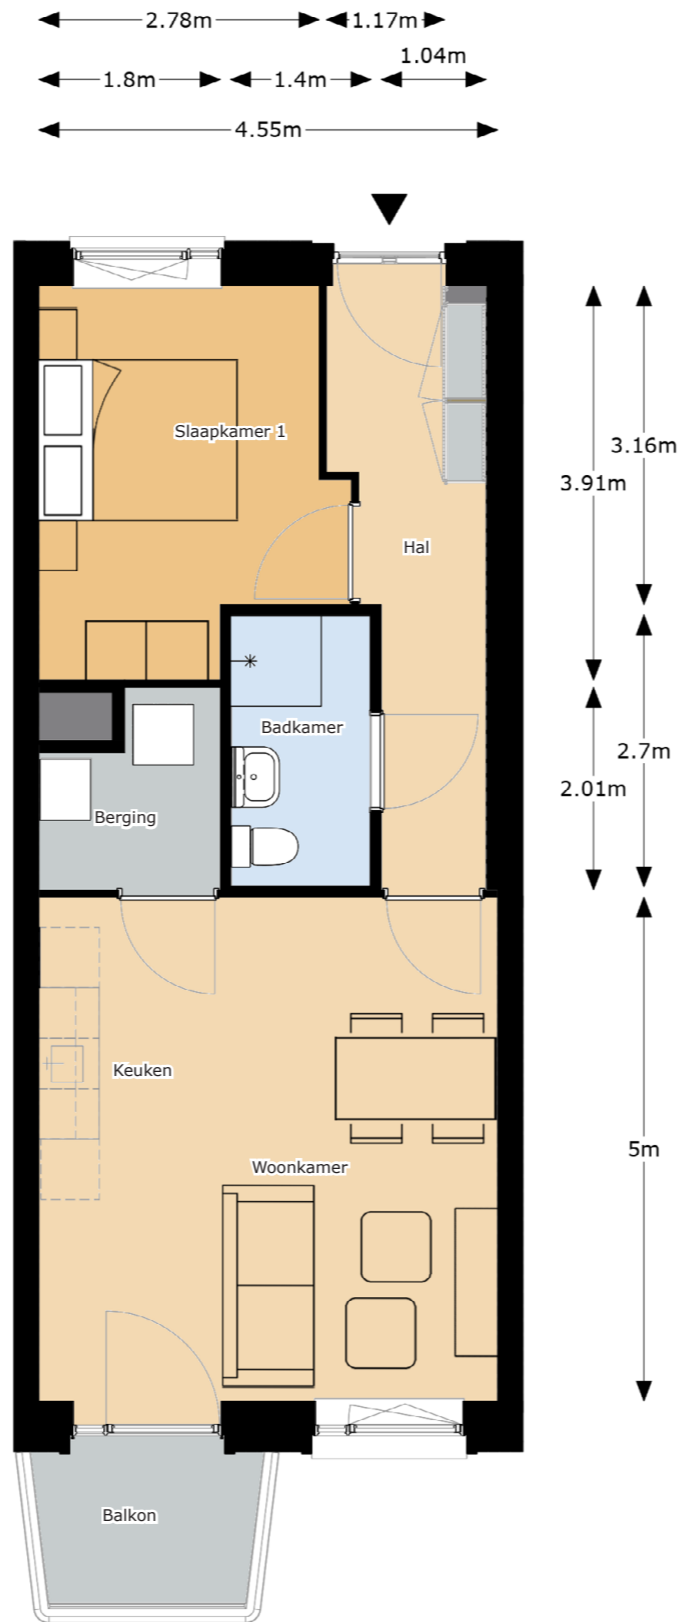 2.78m
1.17m
1.8m
1.4m
1.04m
4.55m
Slaapkamer 1
3.16m
3.91m
Hal
Badkamer
2.7m
2.01m
Berging
Keuken
5m
Woonkamer
Balkon